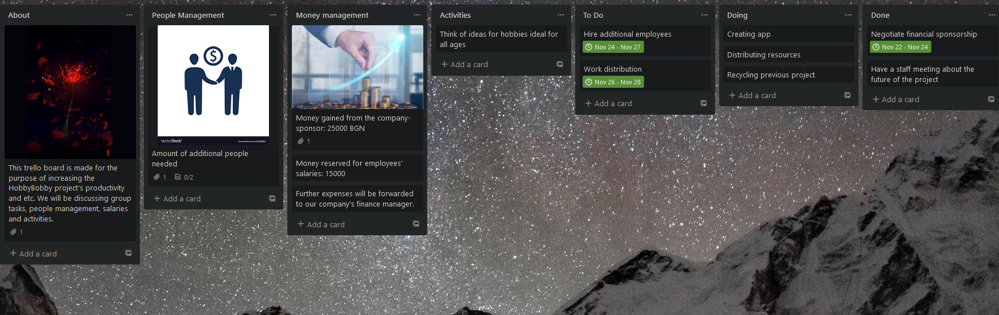 About
This trello board is made for the
purpose of increasing the
HobbyBobby project's productivity
and etc. We will be discussing group
tasks, people management, salaries
and activities.
1
+ Add a card
People Management
$
VectorStock®
VectorStock.com/21268282
Amount of additional people
needed
1 0/2
+ Add a card
Money management
Money gained from the company-
sponsor: 25000 BGN
1
Money reserved for employees'
salaries: 15000
Further expenses will be forwarded
to our company's finance manager.
+ Add a card
Activities
Think of ideas for hobbies ideal for
all ages
+ Add a card
To Do
Hire additional employees
Nov 24 - Nov 27
Work distribution
Nov 26 - Nov 28
+ Add a card
Doing
Creating app
Distributing resources
Recycling previous project
+ Add a card
Done
Negotiate financial sponsorship
Nov 22 - Nov 24
Have a staff meeting about the
future of the project
+ Add a card